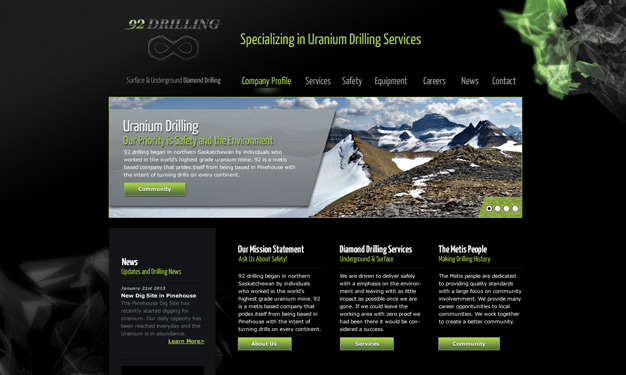 92 DRILLING
Specializing in Uranium Drilling Services
Surface & Underground Diamond Drilling
Company Profile
Services
Safety
Equipment
Careers
News
Contact
Uranium Drilling
Our Priority is Safety and the Environment
92 drilling began in northern Saskatchewan by individuals who
worked in the world's highest grade uranium mine. 92 is a metis
based company that prides itself from being based in Pinehouse with
the intent of turning drills on every continent.
Community
News
Updates and Drilling News
January 21st 2013
New Dig Site in Pinehouse
The Pinehouse Dig Site has
recently started digging for
Uranium. Our daily capacity has
been reached everyday and the
Uranium is in abundance.
Learn More>
Our Mission Statement
Ask Us About Safety!
92 drilling began in northern
Saskatchewan by individuals
who worked in the world's
highest grade uranium mine. 92
is a metis based company that
prides itself from being based in
Pinehouse with the intent of
turning drills on every continent.
About Us
Diamond Drilling Services
Underground & Surface
We are driven to deliver safely
with a emphasis on the environ-
ment and leaving with as little
impact as possible once we are
gone. If we could leave the
working area with zero proof we
had been there it would be con-
sidered a success.
Services
The Metis People
Making Drilling History
The Metis people are dedicated
to providing quality standards
with a large focus on community
involvemment. We provide many
career opportunities to local
communities. We work together
to create a better community.
Community